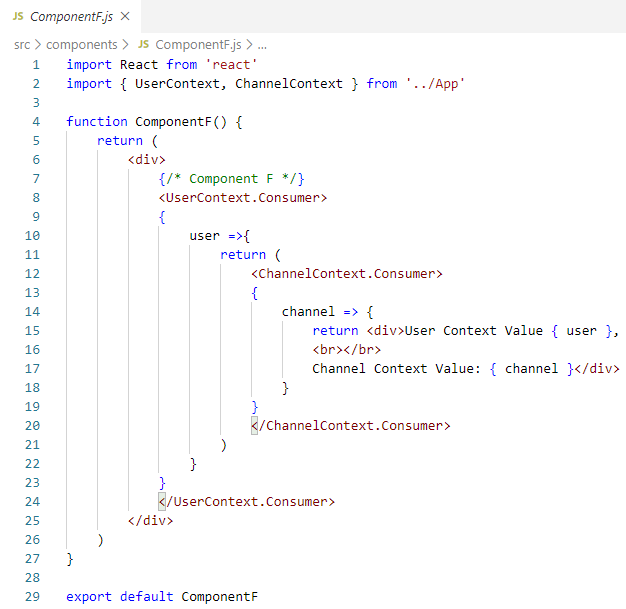 JS ComponentF.js ×
src > components > JS ComponentF.js > ...
1 import React from 'react'
2 import { UserContext, ChannelContext } from '../App'
3
4 function ComponentF() {
5     return (
6         <div>
7             {/* Component F */}
8             <UserContext.Consumer>
9             {
10                 user =>{
11                     return (
12                         <ChannelContext.Consumer>
13                         {
14                             channel => {
15                                 return <div>User Context Value { user },
16                                 <br></br>
17                                 Channel Context Value: { channel }</div>
18                             }
19                         }
20                         </ChannelContext.Consumer>
21                     )
22                 }
23             }
24             </UserContext.Consumer>
25         </div>
26     )
27 }
28
29 export default ComponentF